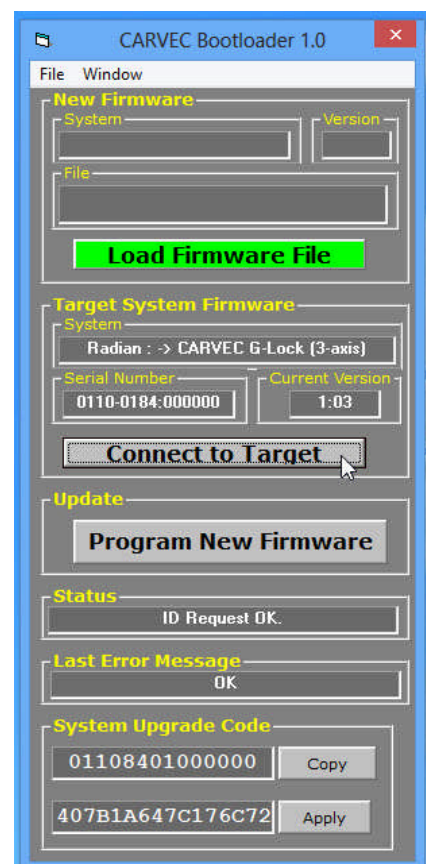 CARVEC Bootloader 1.0
File Window
New Firmware
System Version
File
Load Firmware File
Target System Firmware
System
Radian : -> CARVEC G-Lock (3-axis)
Serial Number Current Version
0110-0184:000000 1:03
Connect to Target
Update
Program New Firmware
Status
ID Request OK.
Last Error Message
OK
System Upgrade Code
01108401000000 Copy
407B1A647C176C72 Apply